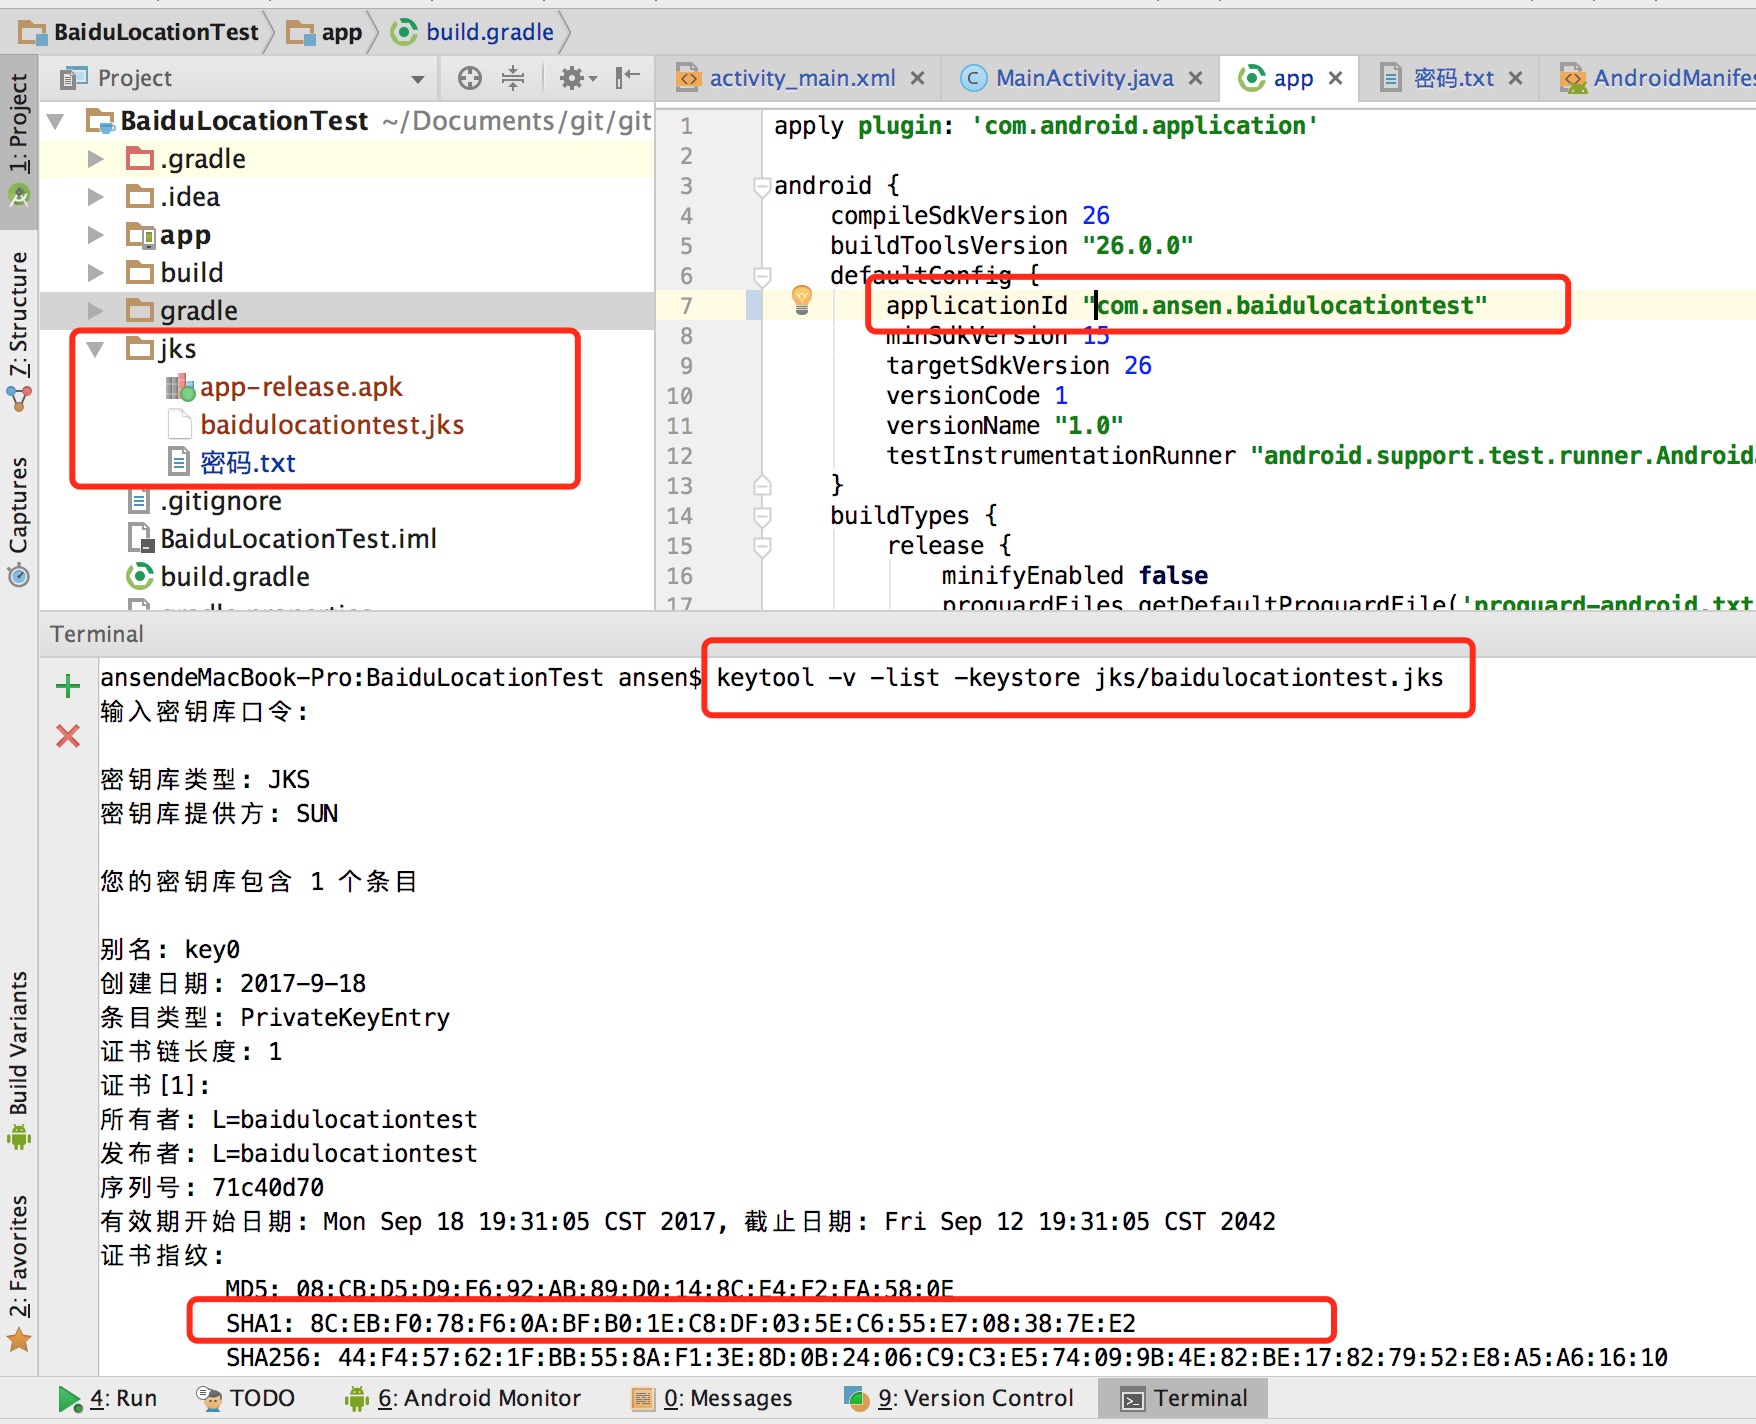 BaiduLocationTest app build.gradle
Project
activity_main.xml MainActivity.java app 密码.txt AndroidManifes
1: Project
7: Structure
Captures
Build Variants
2: Favorites
BaiduLocationTest ~/Documents/git/git
.gradle
.idea
app
build
gradle
jks
app-release.apk
baidulocationtest.jks
密码.txt
.gitignore
BaiduLocationTest.iml
build.gradle
gradle.properties
1 apply plugin: 'com.android.application'
2
3 android {
4 compileSdkVersion 26
5 buildToolsVersion "26.0.0"
6 defaultConfig {
7 applicationId "com.ansen.baidulocationtest"
8 minSdkVersion 15
9 targetSdkVersion 26
10 versionCode 1
11 versionName "1.0"
12 testInstrumentationRunner "android.support.test.runner.Android
13 }
14 buildTypes {
15 release {
16 minifyEnabled false
17 proguardFiles getDefaultProguardFile('proguard-android.txt
Terminal
ansendeMacBook-Pro:BaiduLocationTest ansen$ keytool -v -list -keystore jks/baidulocationtest.jks
输入密钥库口令:
密钥库类型: JKS
密钥库提供方: SUN
您的密钥库包含 1 个条目
别名: key0
创建日期: 2017-9-18
条目类型: PrivateKeyEntry
证书链长度: 1
证书[1]:
所有者: L=baidulocationtest
发布者: L=baidulocationtest
序列号: 71c40d70
有效期开始日期: Mon Sep 18 19:31:05 CST 2017, 截止日期: Fri Sep 12 19:31:05 CST 2042
证书指纹:
MD5: 08:CB:D5:D9:F6:92:AB:89:D0:14:8C:E4:F2:FA:58:0E
SHA1: 8C:EB:F0:78:F6:0A:BF:B0:1E:C8:DF:03:5E:C6:55:E7:08:38:7E:E2
SHA256: 44:F4:57:62:1F:BB:55:8A:F1:3E:8D:0B:24:06:C9:C3:E5:74:09:9B:4E:82:BE:17:82:79:52:E8:A5:A6:16:10
4: Run TODO 6: Android Monitor 0: Messages 9: Version Control Terminal